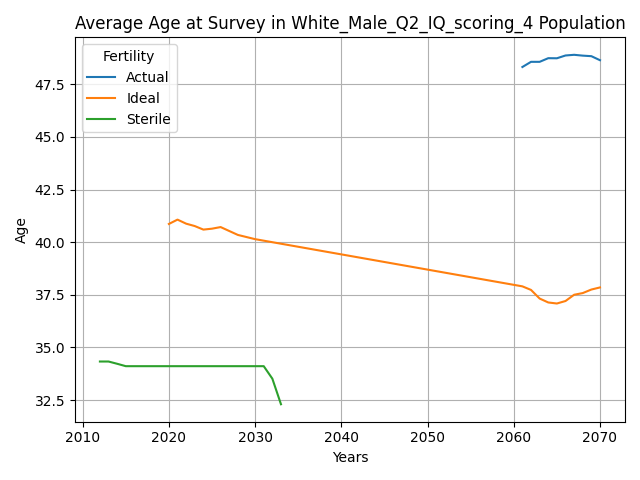 Average Age at Survey in White_Male_Q2_IQ_scoring_4 Population
Fertility
Actual
Ideal
Sterile
Age
47.5
45.0
42.5
40.0
37.5
35.0
32.5
2010 2020 2030 2040 2050 2060 2070
Years